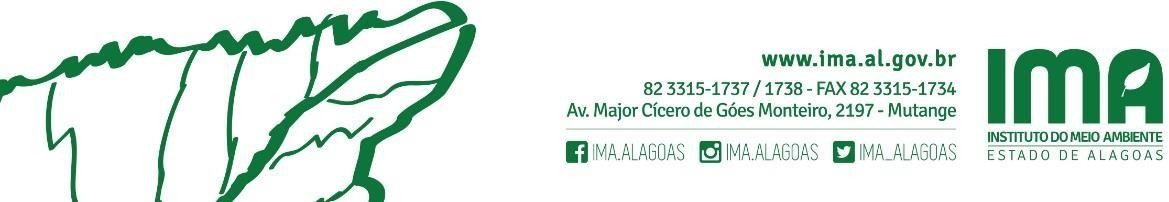 www.ima.al.gov.br
82 3315-1737 / 1738 - FAX 82 3315-1734
Av. Major Cícero de Góes Monteiro, 2197 - Mutange
IMA.ALAGOAS IMA.ALAGOAS IMA_ALAGOAS
IMA
INSTITUTO DO MEIO AMBIENTE
ESTADO DE ALAGOAS